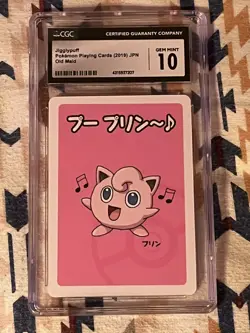 CGC
CERTIFIED GUARANTY COMPANY
Jigglypuff
Pokémon Playing Cards (2019) JPN
Old Maid
GEM MINT
10
プー プリン～♪
プリン